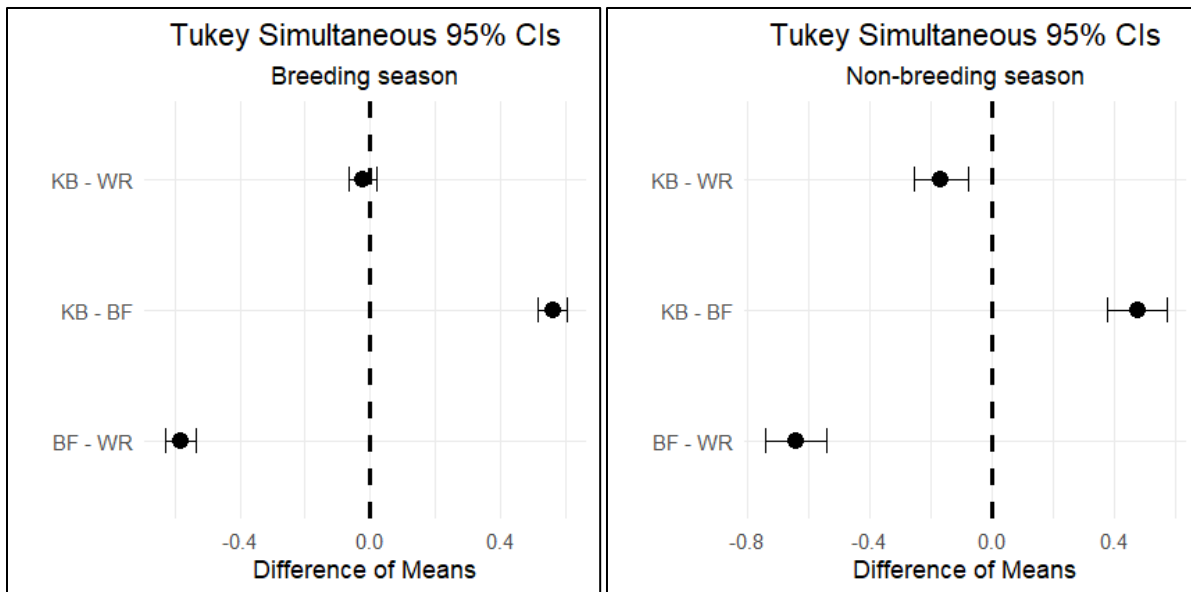 Tukey Simultaneous 95% CIs
Breeding season
KB - WR
KB - BF
BF - WR
-0.4 0.0 0.4
Difference of Means
Tukey Simultaneous 95% CIs
Non-breeding season
KB - WR
KB - BF
BF - WR
-0.8 -0.4 0.0 0.4
Difference of Means